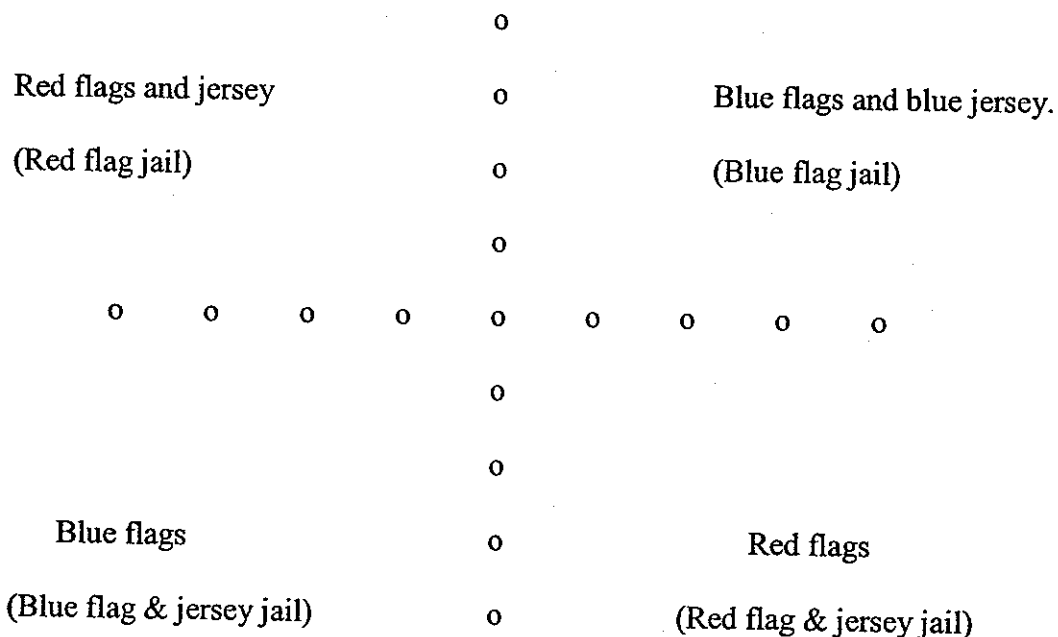 o
Red flags and jersey o Blue flags and blue jersey.
(Red flag jail) o (Blue flag jail)
o
o o o o o o o o o
o
o
Blue flags o Red flags
(Blue flag & jersey jail) o (Red flag & jersey jail)